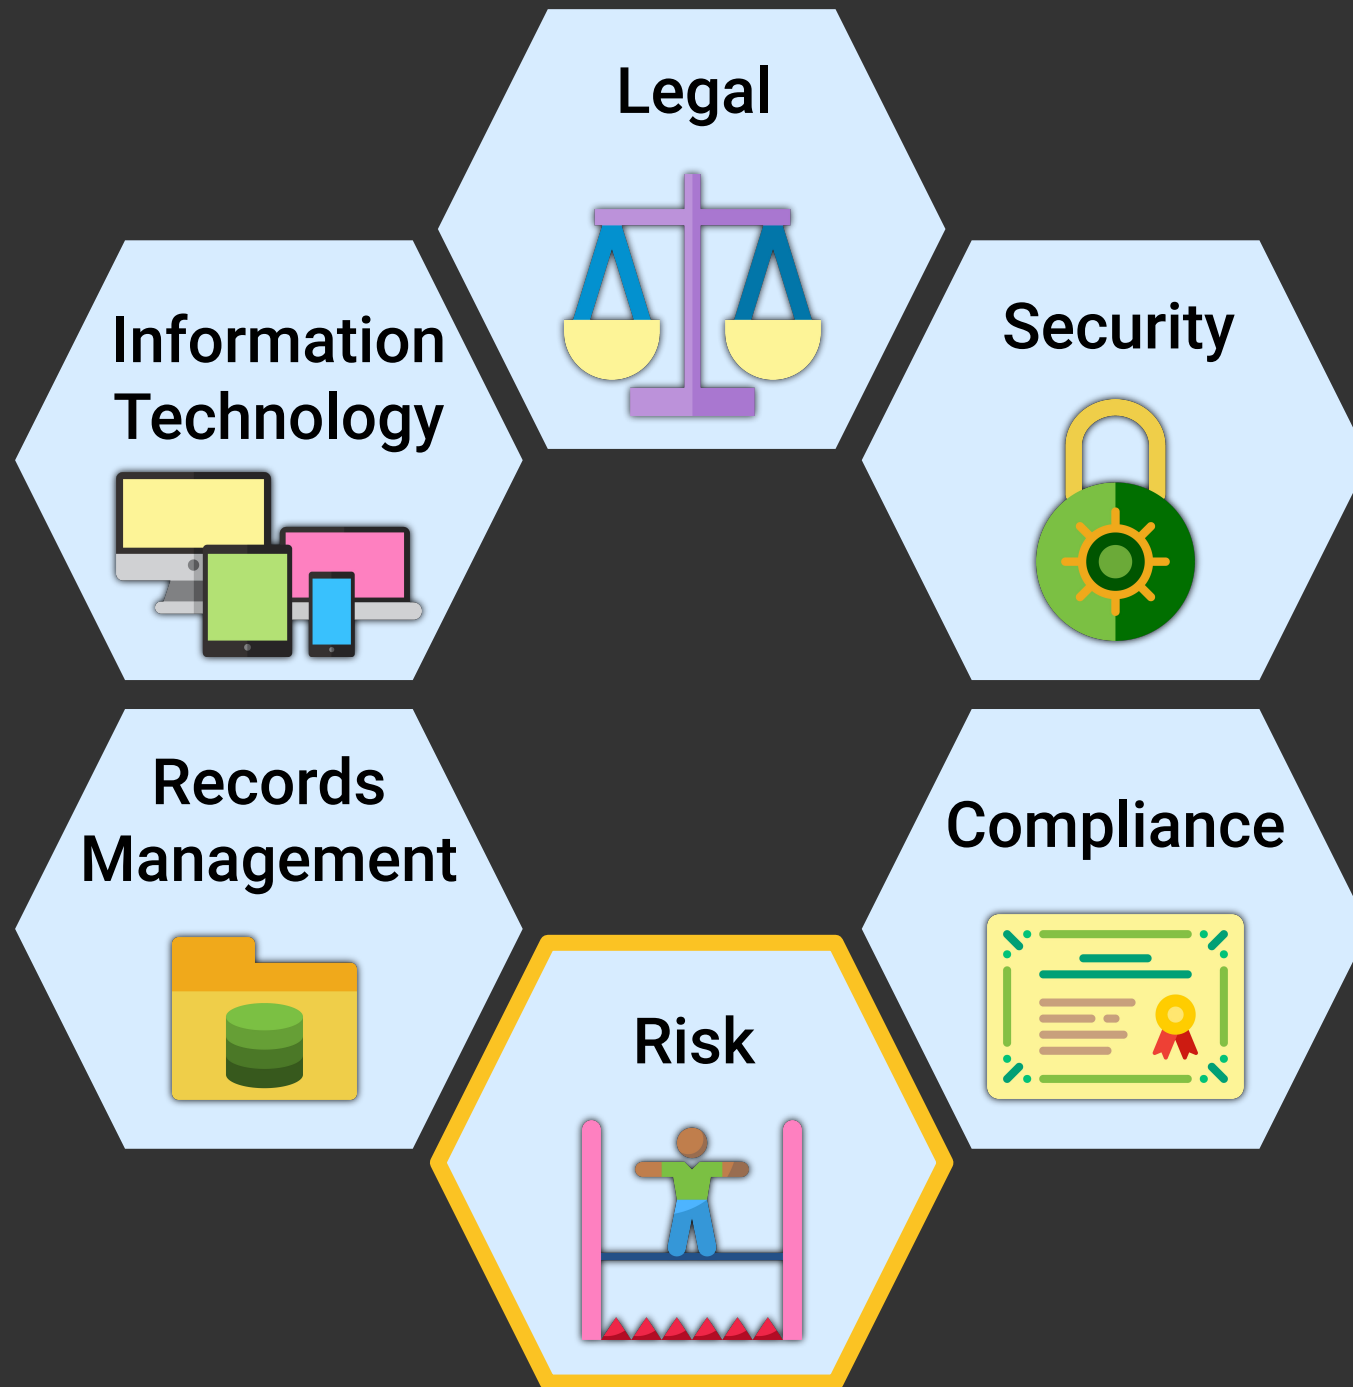 Legal
Information
Technology
Security
Records
Management
Compliance
Risk